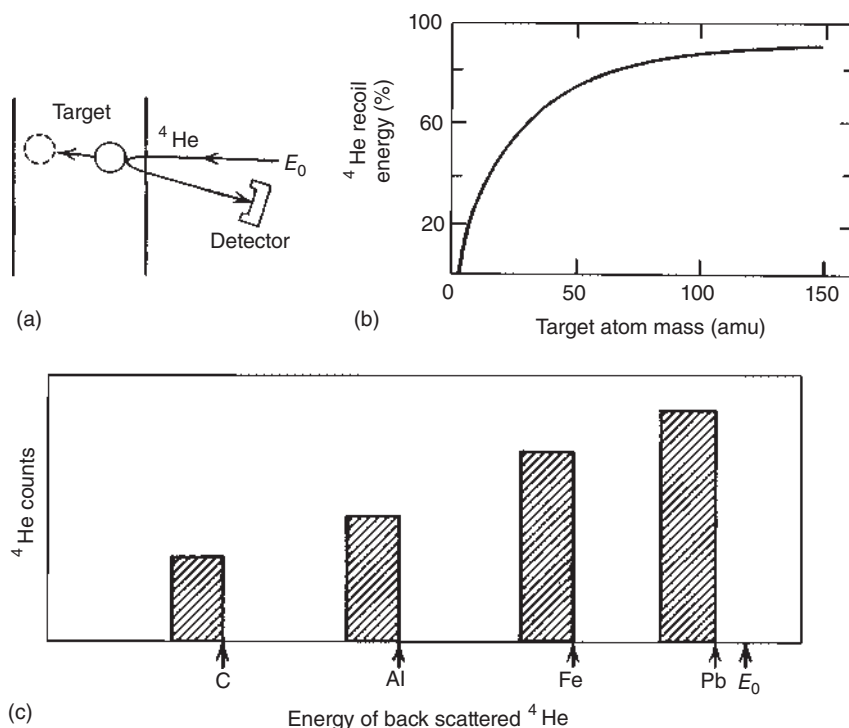 Target
⁴He
E₀
Detector
(a)
100
60
20
0
50
100
150
⁴He recoil
energy (%)
Target atom mass (amu)
(b)
⁴He counts
C
Al
Fe
Pb
E₀
Energy of back scattered ⁴He
(c)